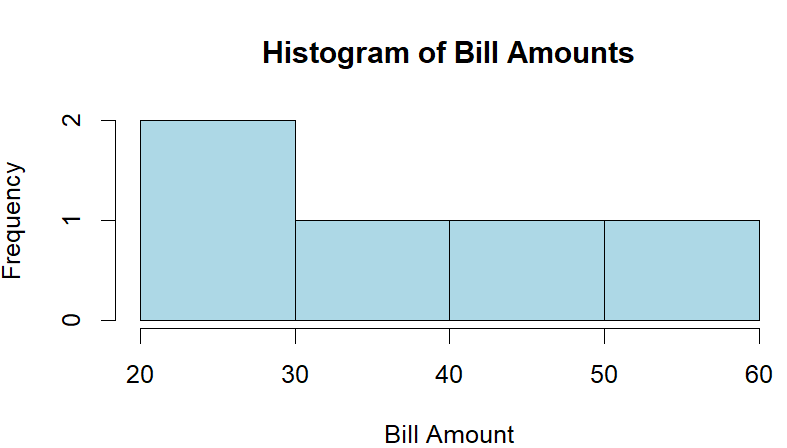 Histogram of Bill Amounts
Frequency
2
1
0
20 30 40 50 60
Bill Amount